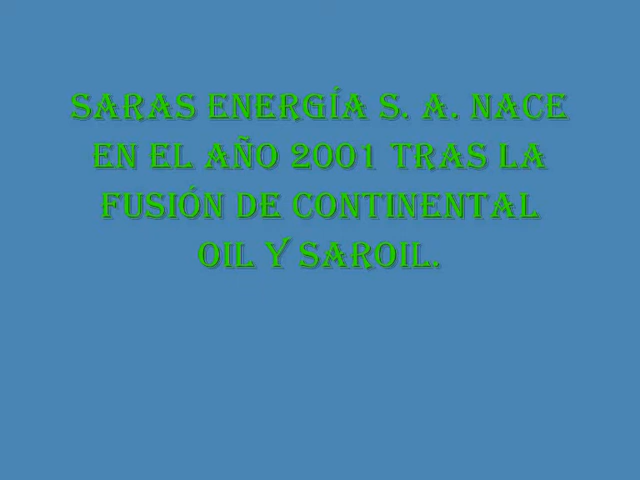 SARAS ENERGÍA S. A. NACE
EN EL AÑO 2001 TRAS LA
FUSIÓN DE CONTINENTAL
OIL Y SAROIL.